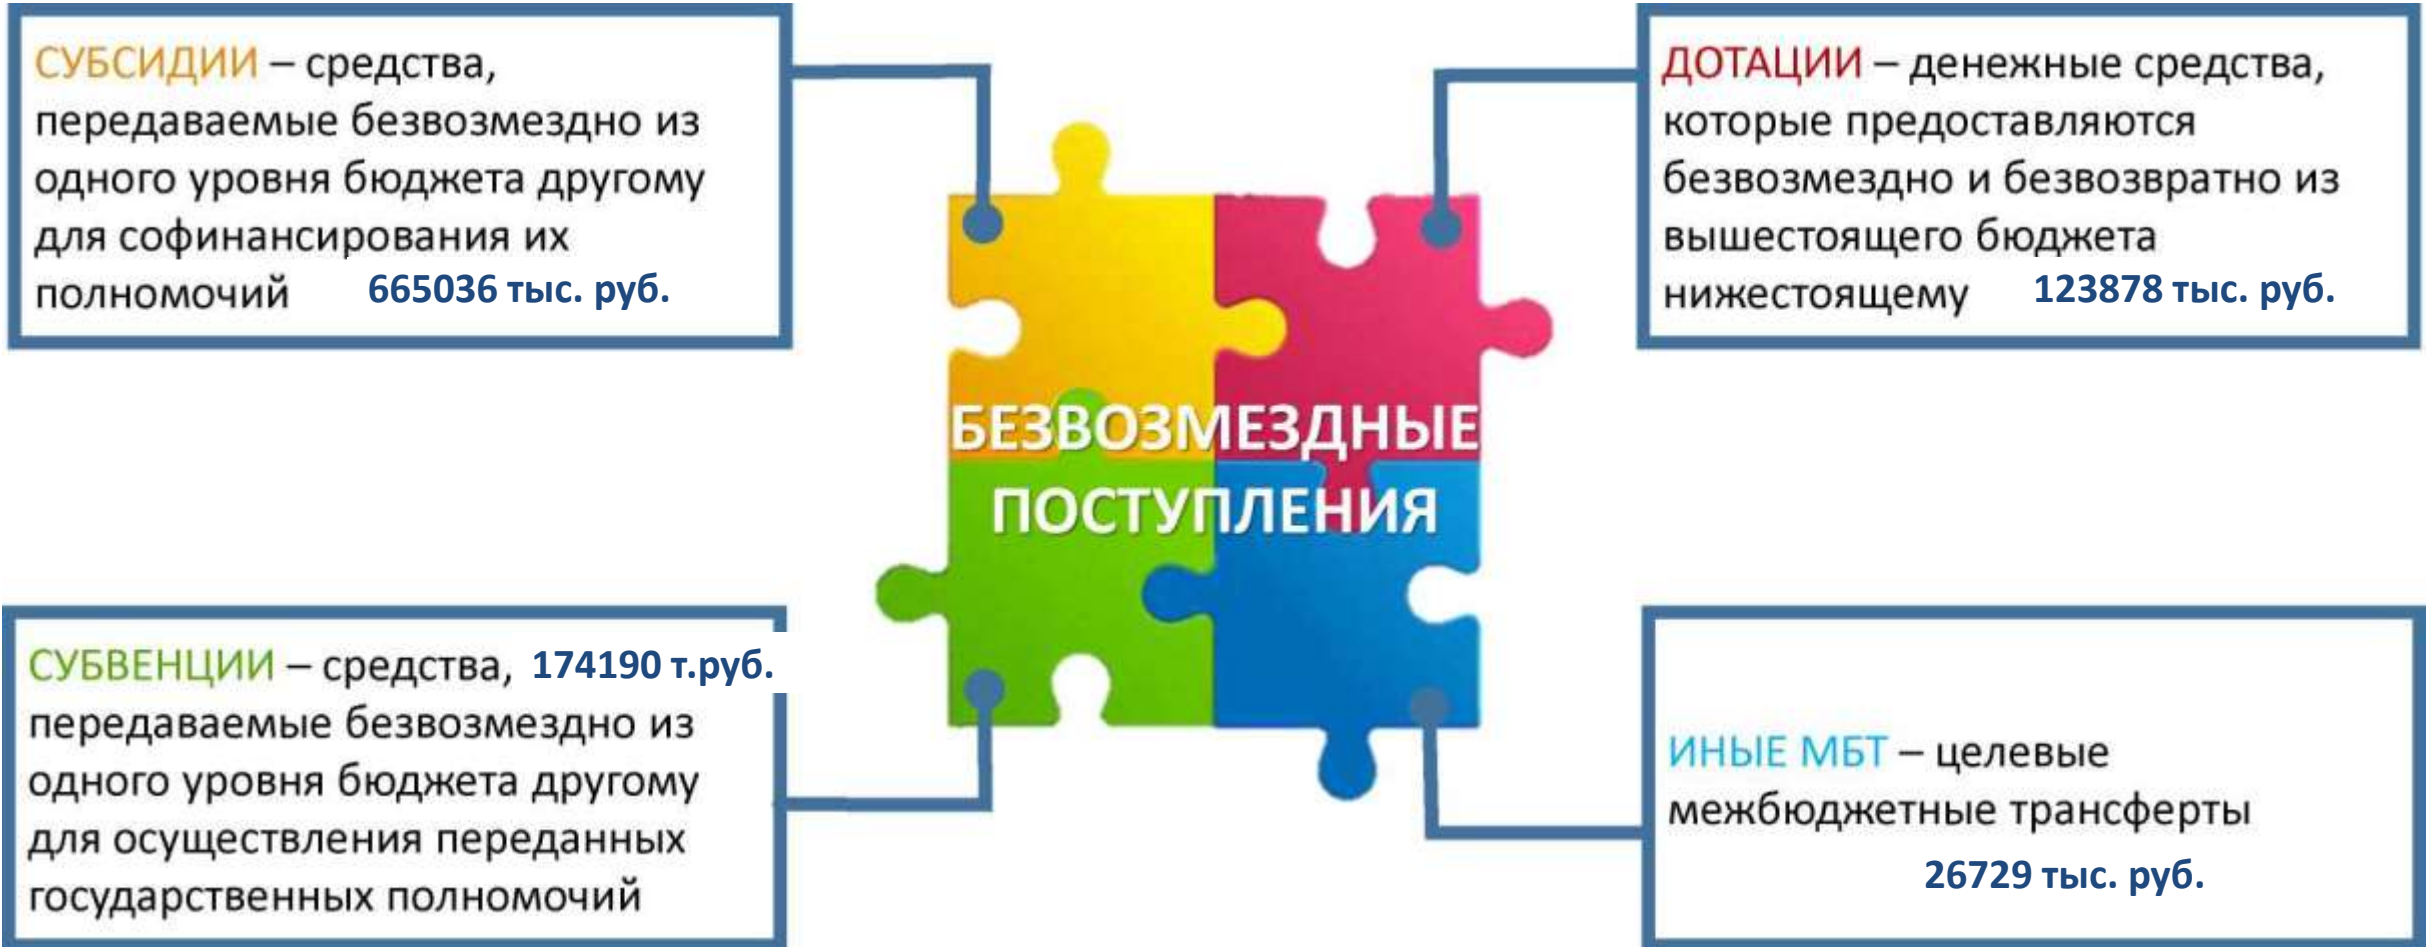 СУБСИДИИ – средства,
передаваемые безвозмездно из
одного уровня бюджета другому
для софинансирования их
полномочий 665036 тыс. руб.
ДОТАЦИИ – денежные средства,
которые предоставляются
безвозмездно и безвозвратно из
вышестоящего бюджета
нижестоящему 123878 тыс. руб.
БЕЗВОЗМЕЗДНЫЕ
ПОСТУПЛЕНИЯ
СУБВЕНЦИИ – средства, 174190 т.руб.
передаваемые безвозмездно из
одного уровня бюджета другому
для осуществления переданных
государственных полномочий
ИНЫЕ МБТ – целевые
межбюджетные трансферты
26729 тыс. руб.